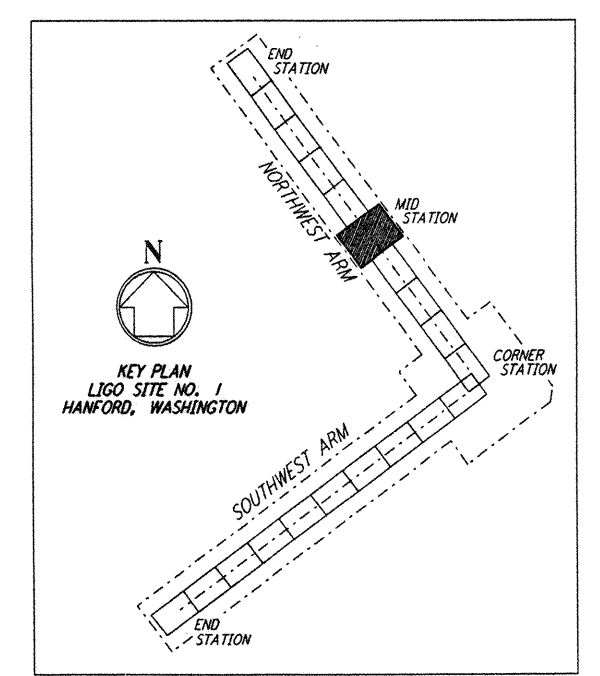 END
STATION
NORTHWEST ARM
MID
STATION
N
CORNER
STATION
KEY PLAN
LIGO SITE NO. 1
HANFORD, WASHINGTON
SOUTHWEST ARM
END
STATION